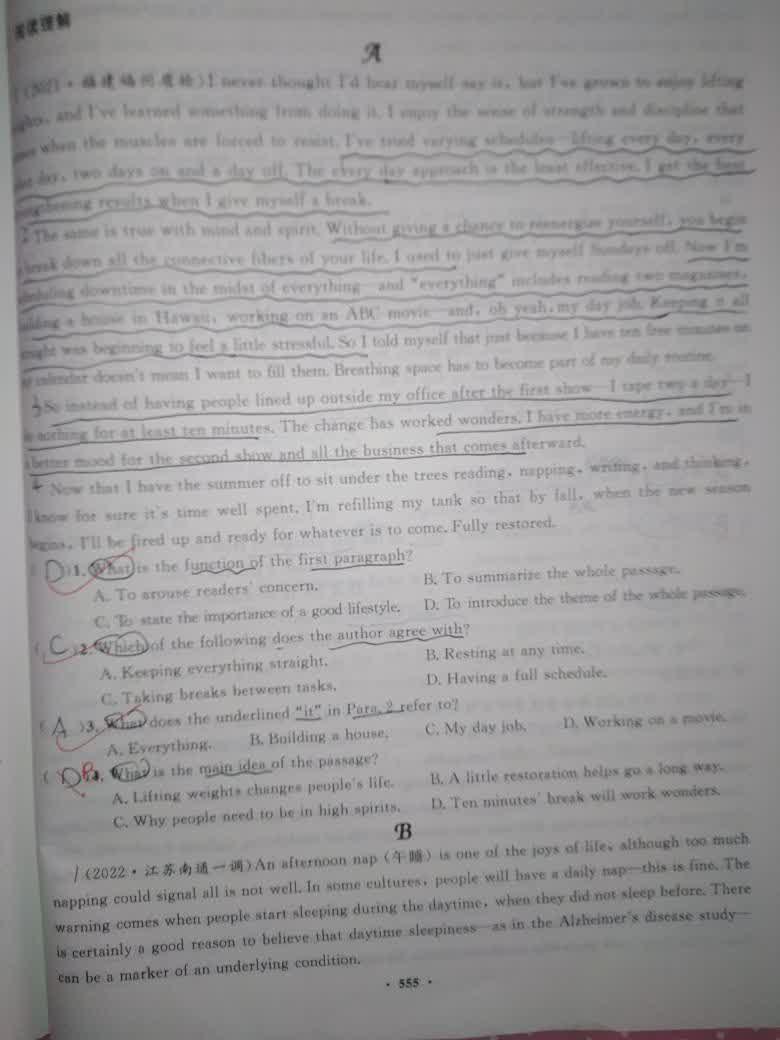 阅读理解
A
(2021·福建福州质检)I never thought I'd hear myself say it, but I've grown to enjoy lifting
and I've learned something from doing it. I enjoy the sense of strength and discipline that
when the muscles are forced to resist. I've tried varying schedules—lifting every day, every
day, two days on and a day off. The every day approach is the least effective. I get the best
results when I give myself a break.
2 The same is true with mind and spirit. Without giving a chance to reenergize yourself, you begin
break down all the connective fibers of your life. I used to just give myself Sundays off. Now I'm
downtime in the midst of everything—and "everything" includes reading two magazines,
a house in Hawaii, working on an ABC movie—and, oh yeah, my day job. Keeping it all
was beginning to feel a little stressful. So I told myself that just because I have ten free minutes on
calendar doesn't mean I want to fill them. Breathing space has to become part of my daily routine.
So instead of having people lined up outside my office after the first show—I tape two a day—I
nothing for at least ten minutes. The change has worked wonders. I have more energy, and I'm in
a better mood for the second show and all the business that comes afterward.
4 Now that I have the summer off to sit under the trees reading, napping, writing, and thinking,
I know for sure it's time well spent. I'm refilling my tank so that by fall, when the new season
begins, I'll be fired up and ready for whatever is to come. Fully restored.
( D )1. What is the function of the first paragraph?
A. To arouse readers' concern. B. To summarize the whole passage.
C. To state the importance of a good lifestyle. D. To introduce the theme of the whole passage.
( C )2. Which of the following does the author agree with?
A. Keeping everything straight. B. Resting at any time.
C. Taking breaks between tasks. D. Having a full schedule.
( A )3. What does the underlined "it" in Para. 2 refer to?
A. Everything. B. Building a house. C. My day job. D. Working on a movie.
( D B 4. What is the main idea of the passage?
A. Lifting weights changes people's life. B. A little restoration helps go a long way.
C. Why people need to be in high spirits. D. Ten minutes' break will work wonders.
B
1 (2022·江苏南通一调)An afternoon nap (午睡) is one of the joys of life, although too much
napping could signal all is not well. In some cultures, people will have a daily nap—this is fine. The
warning comes when people start sleeping during the daytime, when they did not sleep before. There
is certainly a good reason to believe that daytime sleepiness—as in the Alzheimer's disease study—
can be a marker of an underlying condition.
· 555 ·